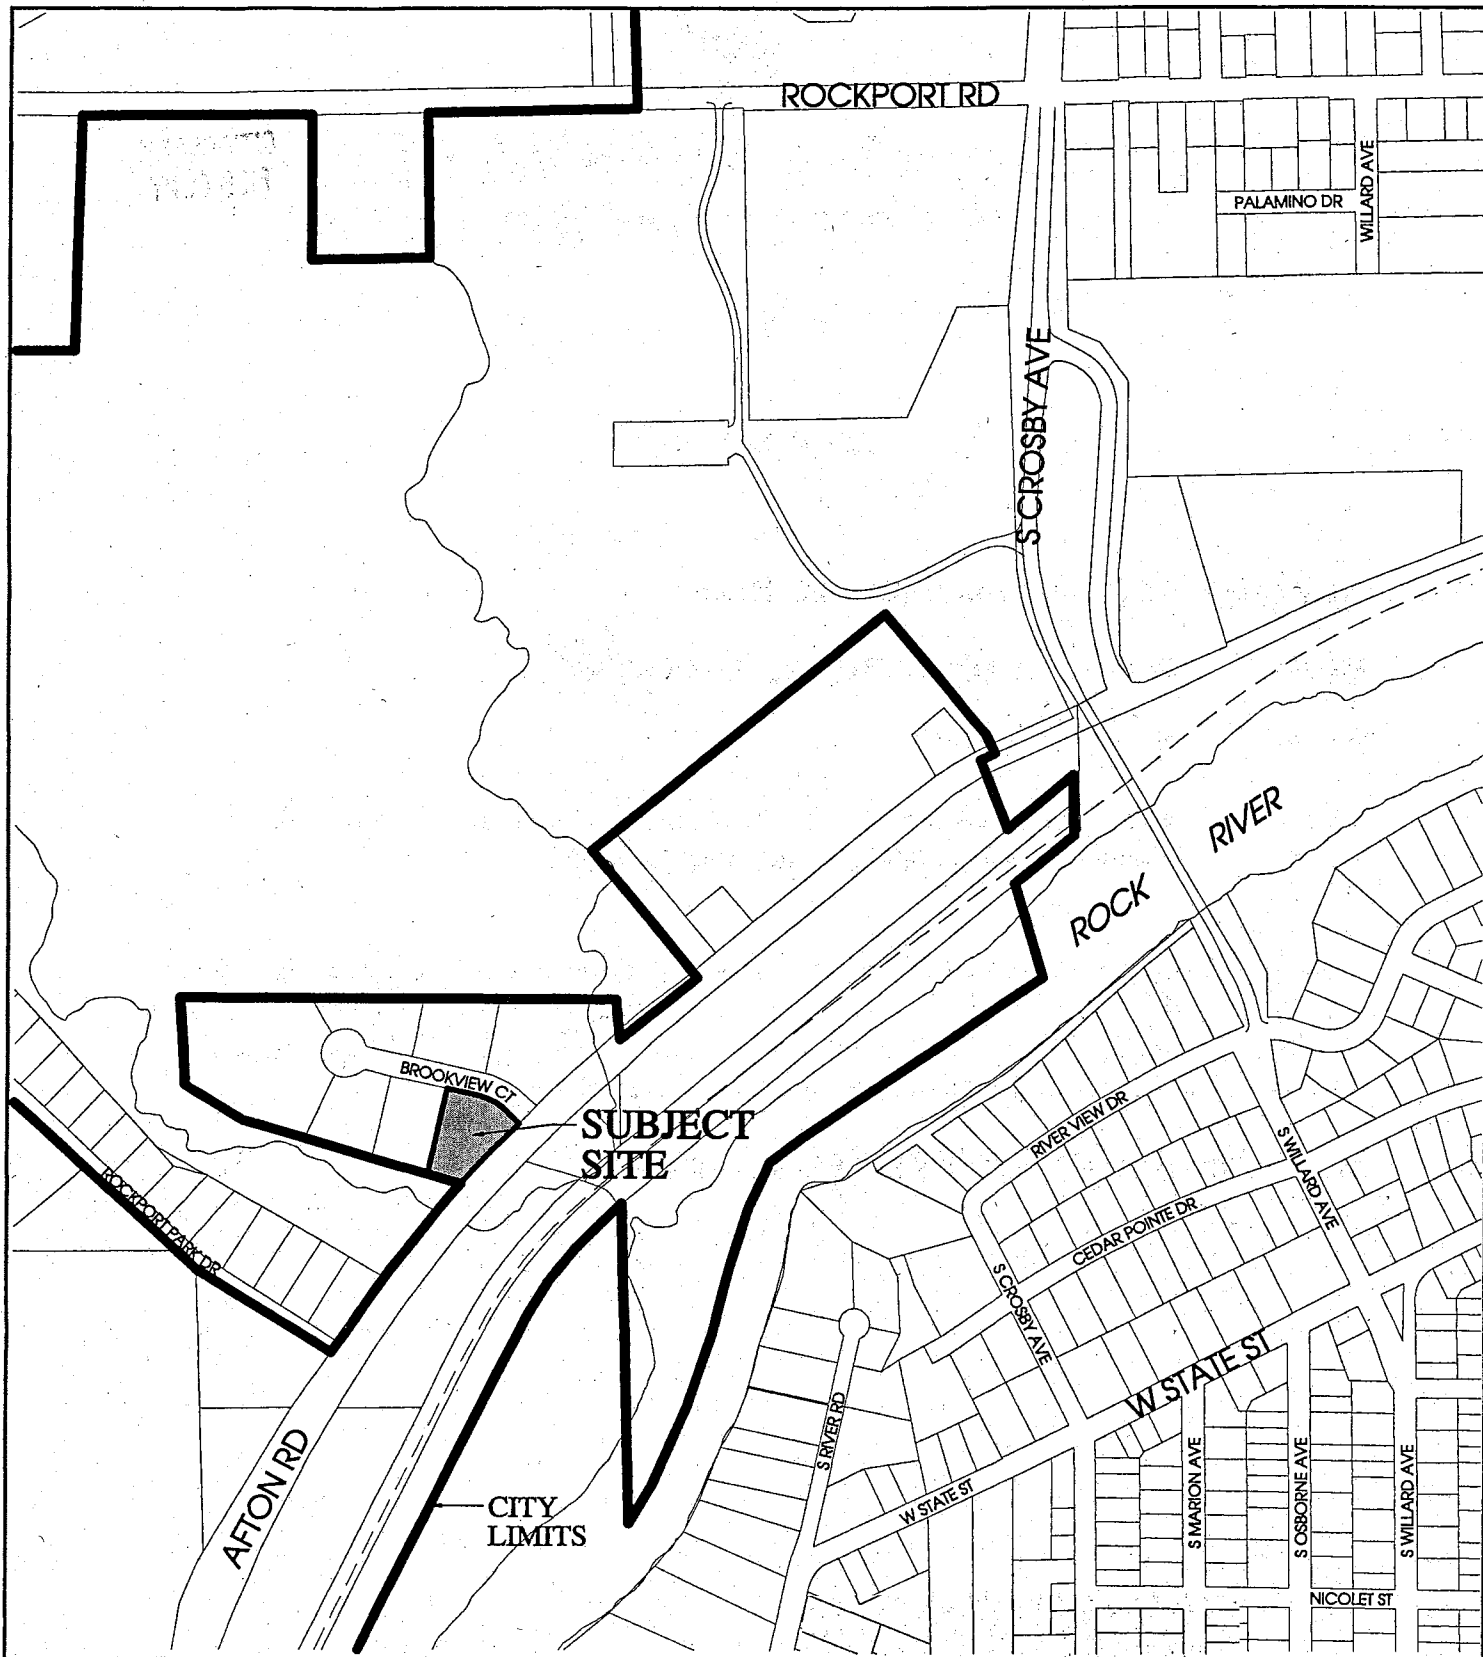 ROCKPORT RD
PALAMINO DR
WILLARD AVE
S CROSBY AVE
RIVER
ROCK
BROOKVIEW CT
SUBJECT
SITE
RIVER VIEW DR
S WILLARD AVE
CEDAR POINTE DR
ROCKPORT PARK DR
S CROSBY AVE
W STATE ST
S RIVER RD
AFTON RD
CITY
LIMITS
W STATE ST
S MARION AVE
S OSBORNE AVE
S WILLARD AVE
NICOLET ST